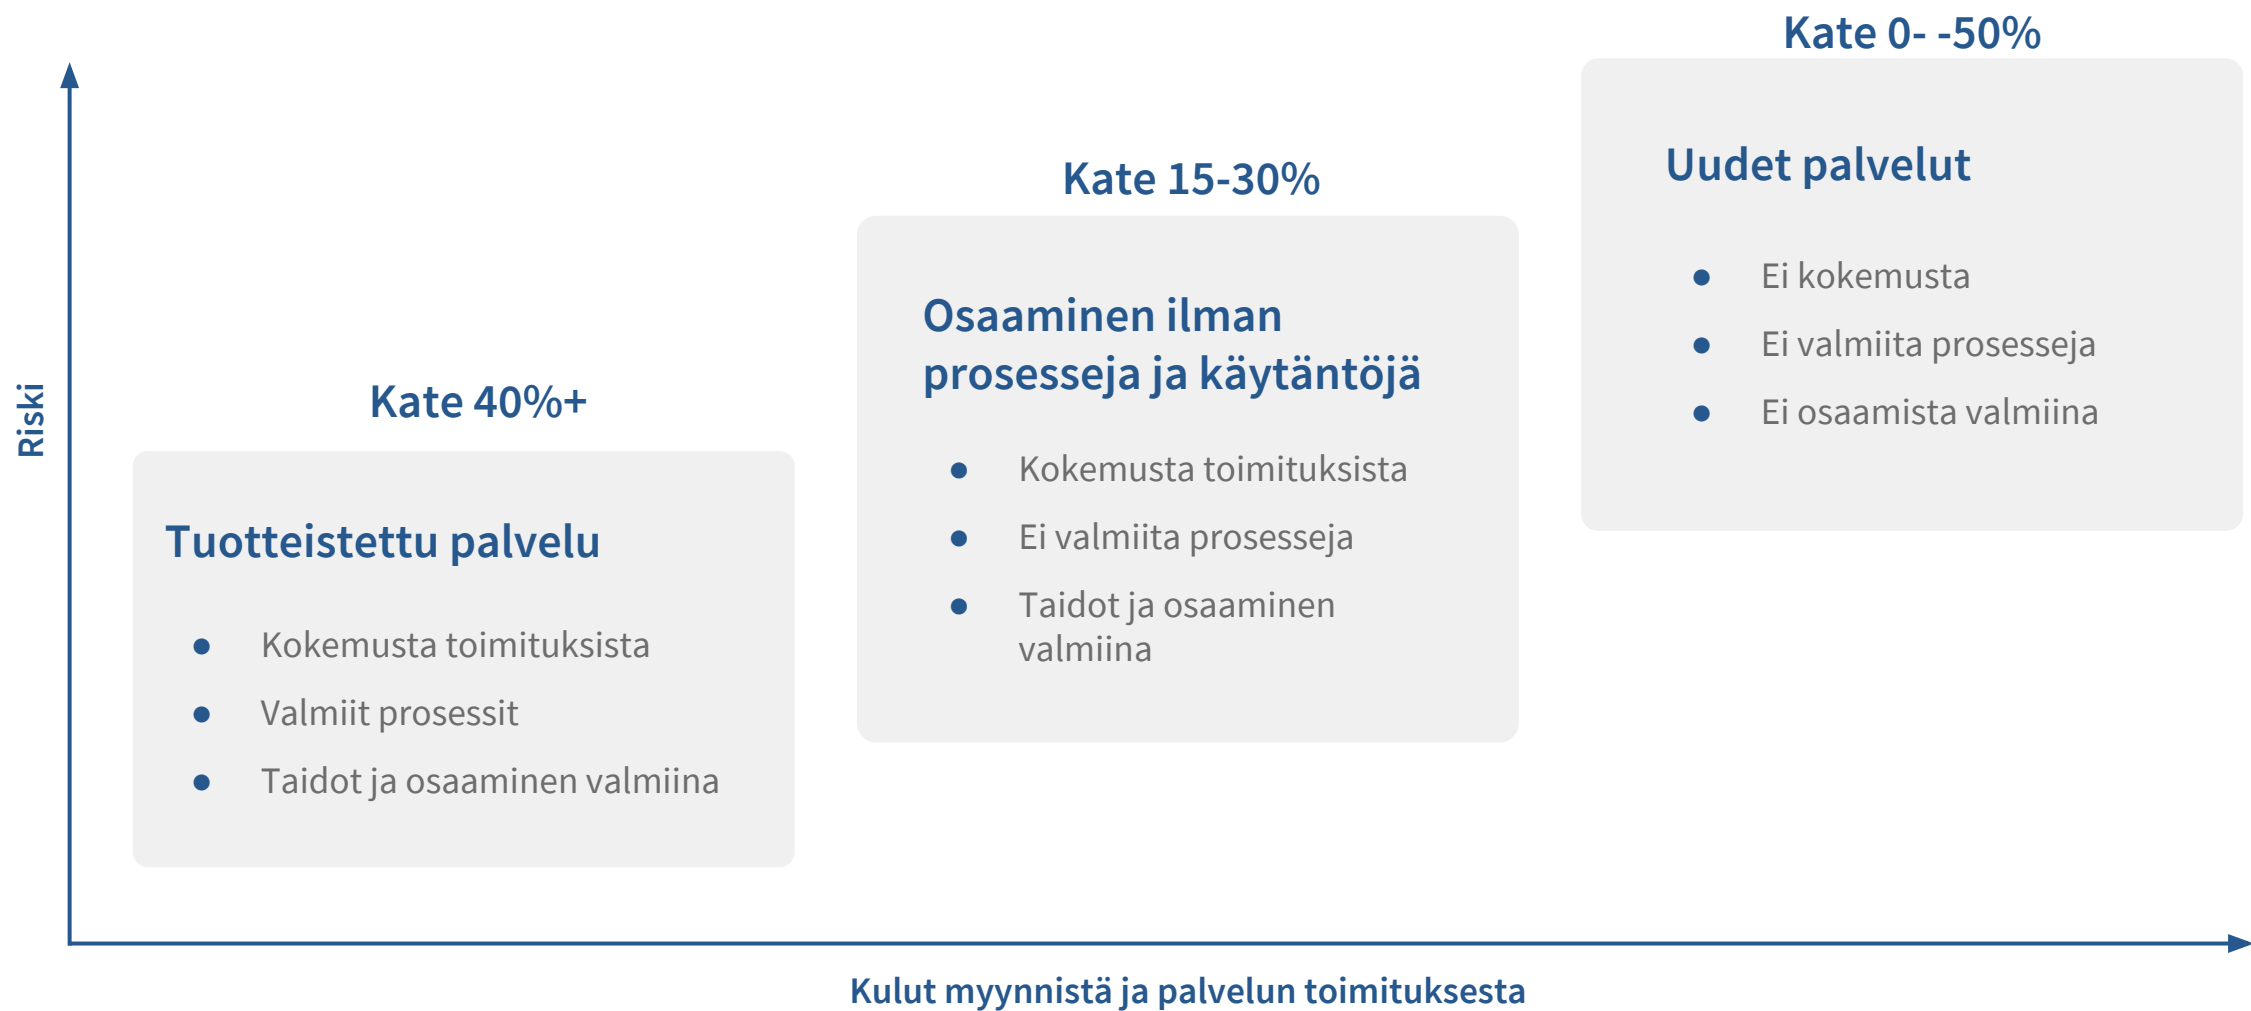 Riski
Kate 40%+
Tuotteistettu palvelu
● Kokemusta toimituksista
● Valmiit prosessit
● Taidot ja osaaminen valmiina
Kate 15-30%
Osaaminen ilman
prosesseja ja käytäntöjä
● Kokemusta toimituksista
● Ei valmiita prosesseja
● Taidot ja osaaminen
valmiina
Kate 0- -50%
Uudet palvelut
● Ei kokemusta
● Ei valmiita prosesseja
● Ei osaamista valmiina
Kulut myynnistä ja palvelun toimituksesta